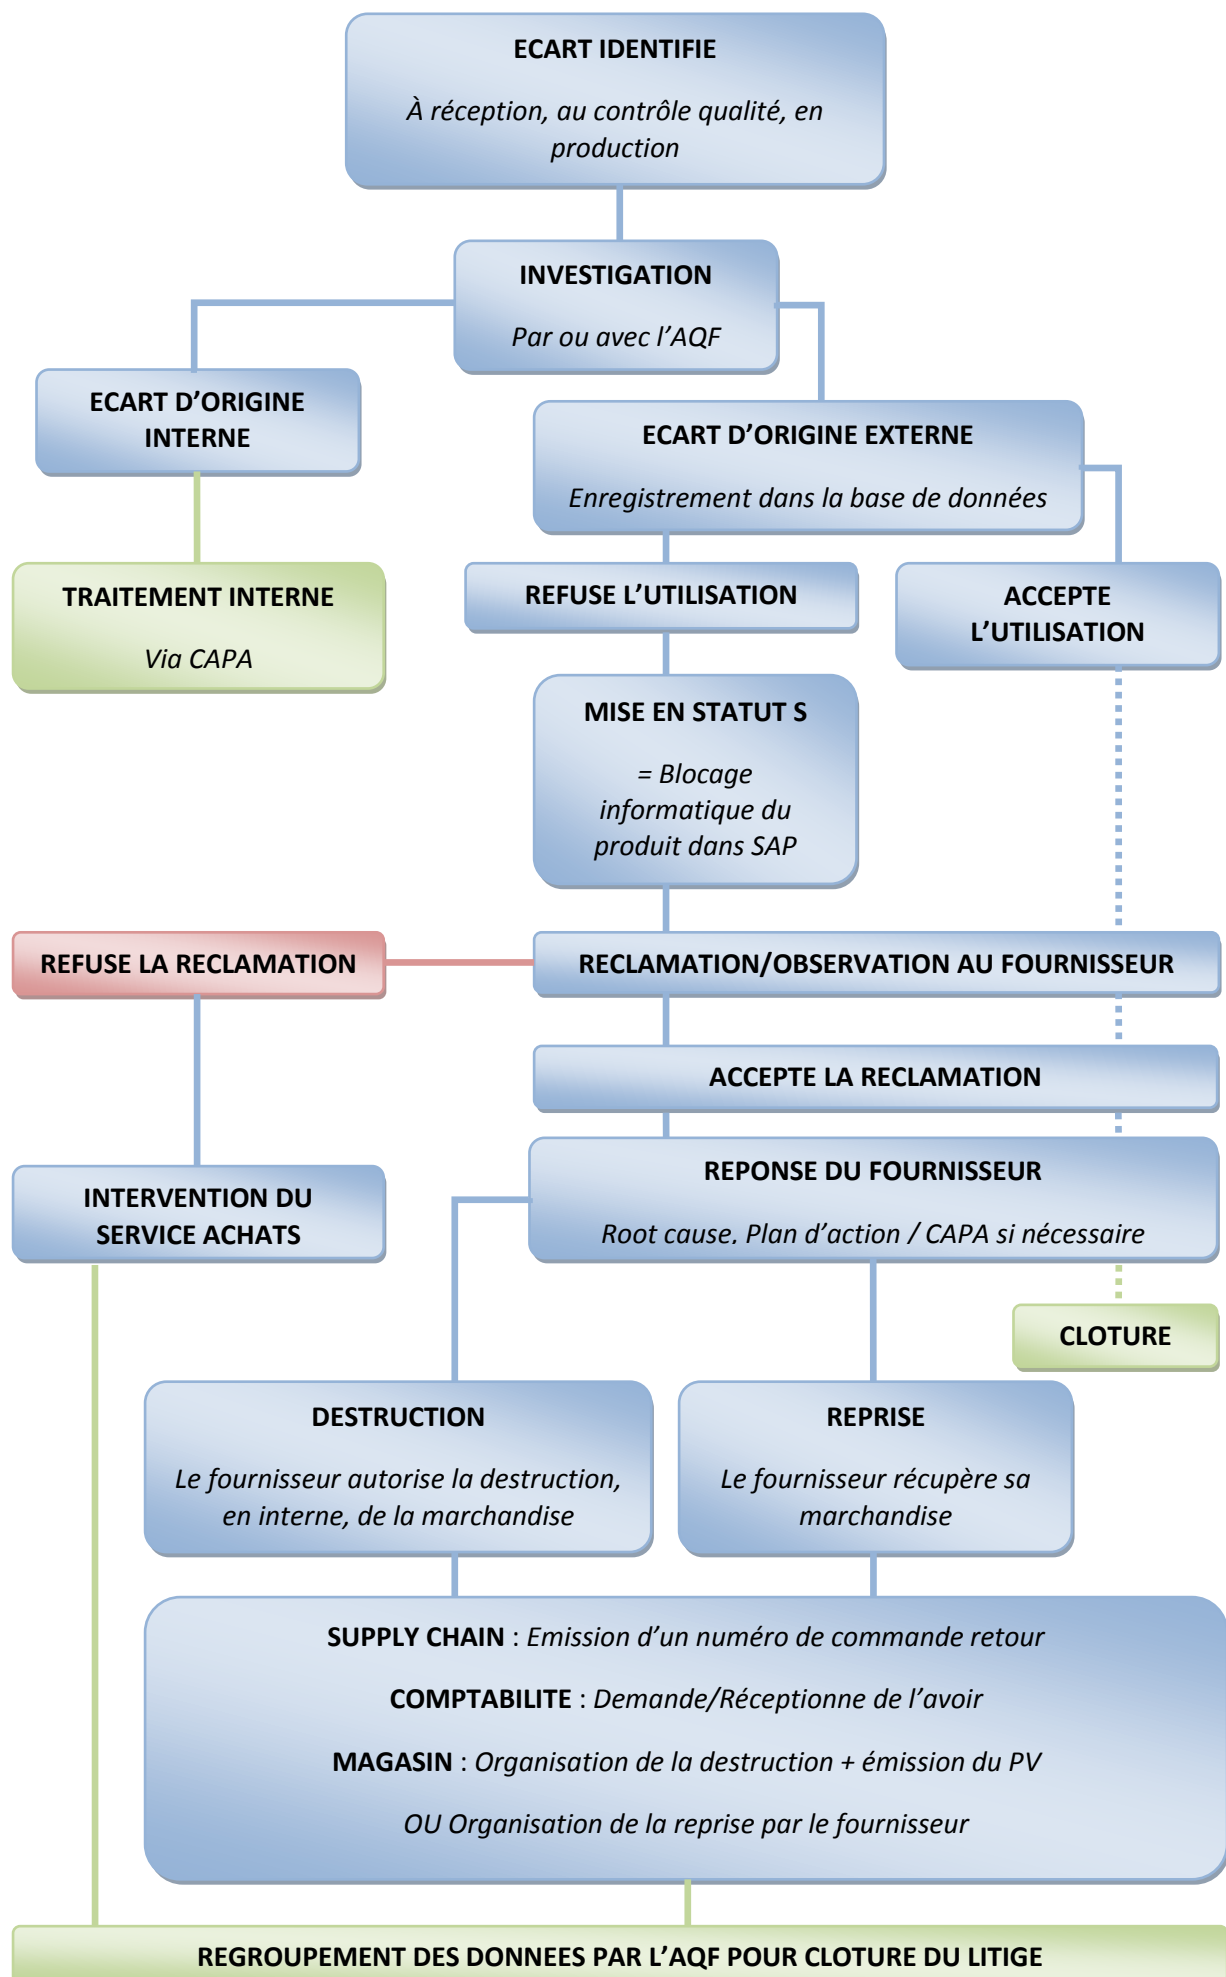 ECART IDENTIFIE
À réception, au contrôle qualité, en
production
INVESTIGATION
Par ou avec l’AQF
ECART D’ORIGINE
INTERNE
ECART D’ORIGINE EXTERNE
Enregistrement dans la base de données
TRAITEMENT INTERNE
Via CAPA
REFUSE L’UTILISATION
ACCEPTE
L’UTILISATION
MISE EN STATUT S
= Blocage
informatique du
produit dans SAP
REFUSE LA RECLAMATION
RECLAMATION/OBSERVATION AU FOURNISSEUR
ACCEPTE LA RECLAMATION
INTERVENTION DU
SERVICE ACHATS
REPONSE DU FOURNISSEUR
Root cause. Plan d’action / CAPA si nécessaire
CLOTURE
DESTRUCTION
Le fournisseur autorise la destruction,
en interne, de la marchandise
REPRISE
Le fournisseur récupère sa
marchandise
SUPPLY CHAIN : Emission d’un numéro de commande retour
COMPTABILITE : Demande/Réceptionne de l’avoir
MAGASIN : Organisation de la destruction + émission du PV
OU Organisation de la reprise par le fournisseur
REGROUPEMENT DES DONNEES PAR L’AQF POUR CLOTURE DU LITIGE